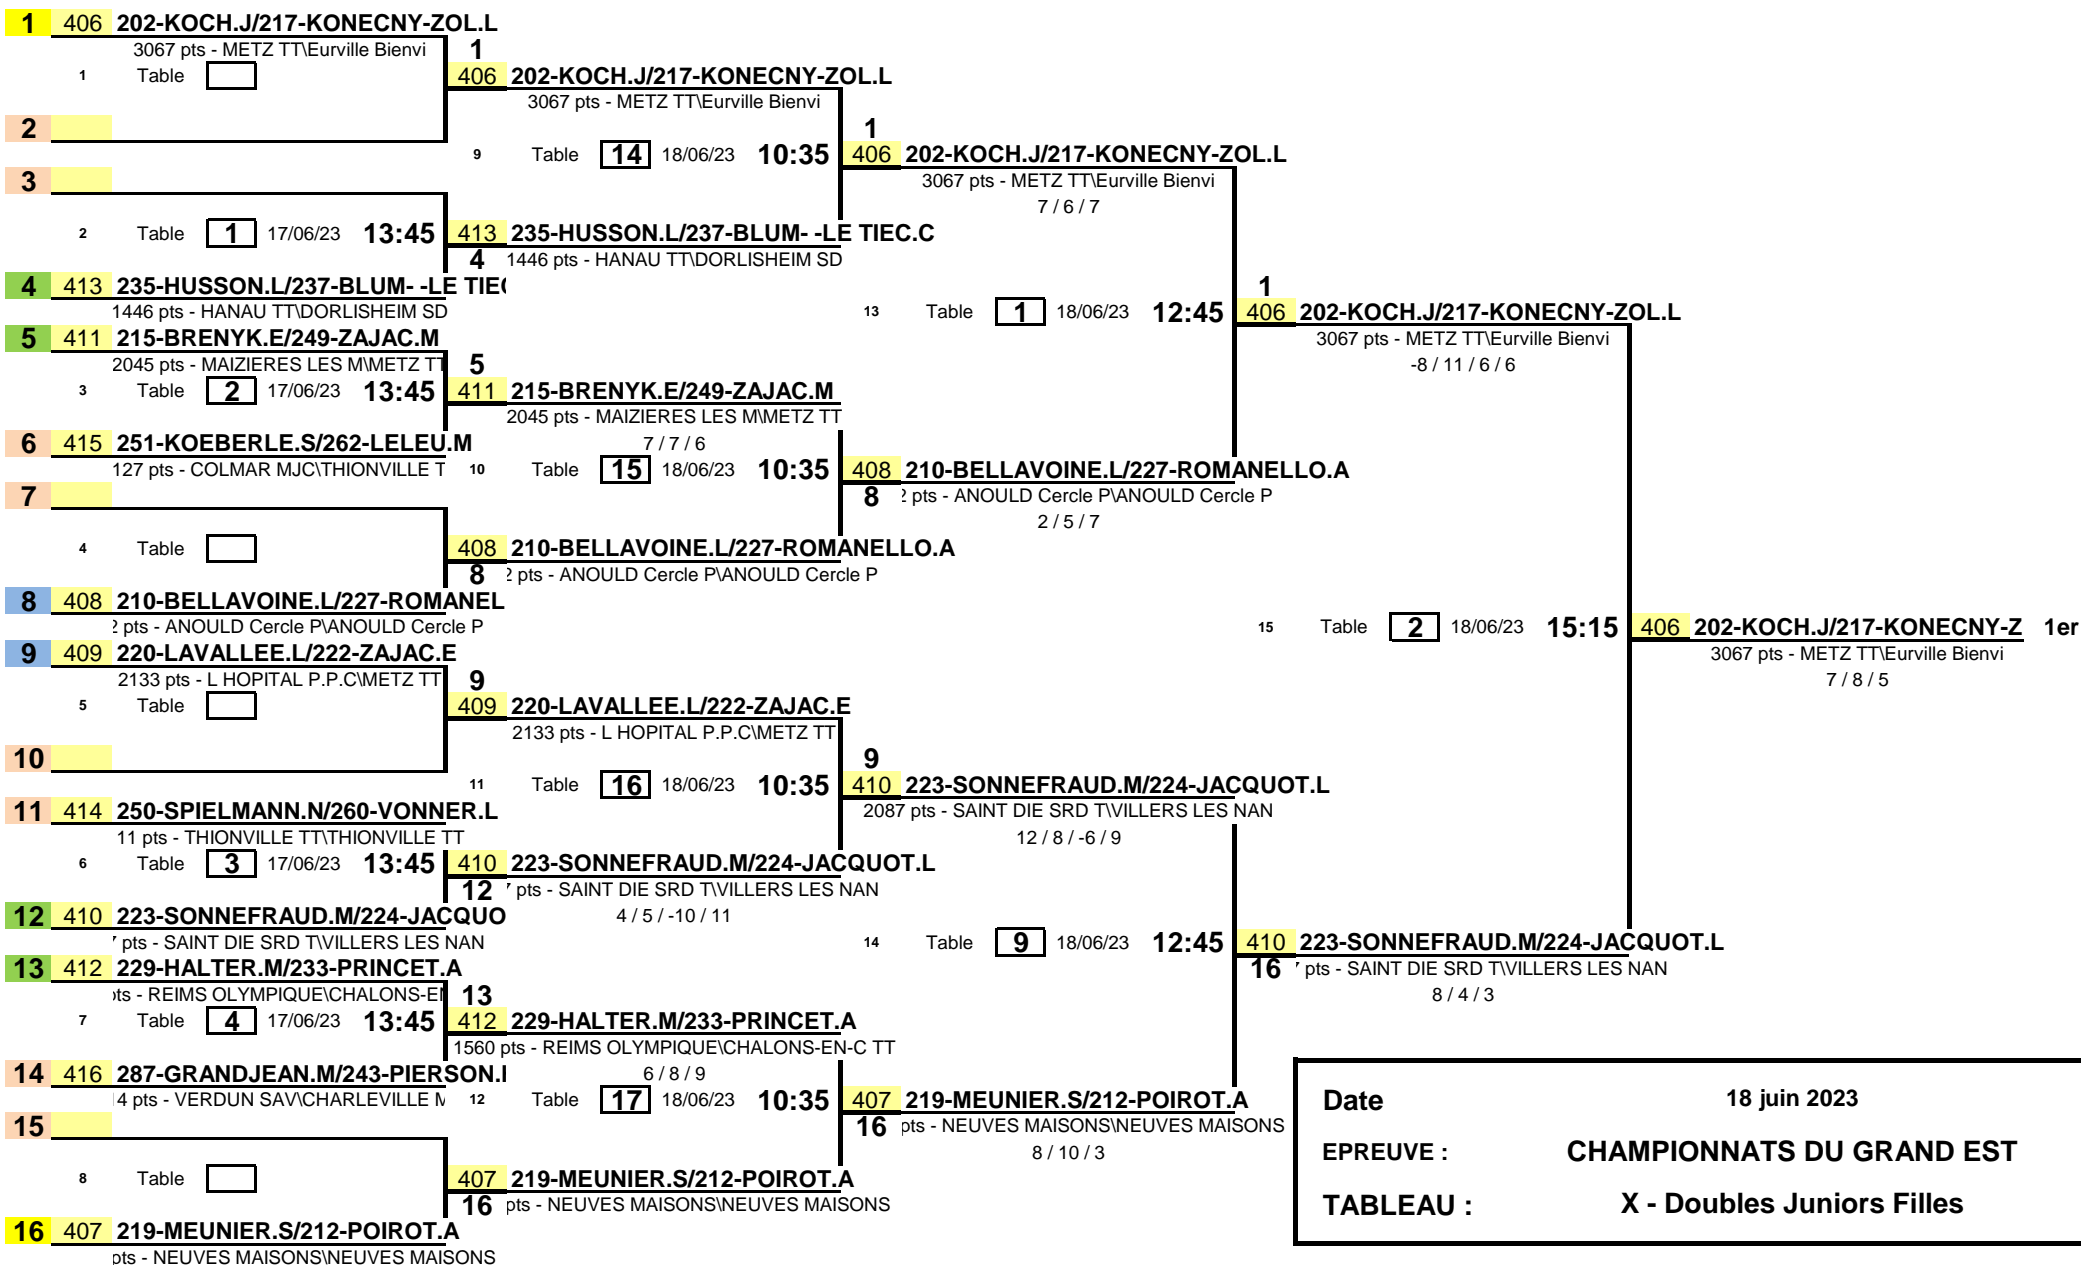 1 406 202-KOCH.J/217-KONECNY-ZOL.L
3067 pts - METZ TT\Eurville Bienvi 1
1 Table 406 202-KOCH.J/217-KONECNY-ZOL.L
3067 pts - METZ TT\Eurville Bienvi
2 1
9 Table 14 18/06/23 10:35 406 202-KOCH.J/217-KONECNY-ZOL.L
3 3067 pts - METZ TT\Eurville Bienvi
7 / 6 / 7
2 Table 1 17/06/23 13:45 413 235-HUSSON.L/237-BLUM- -LE TIEC.C
4 1446 pts - HANAU TT\DORLISHEIM SD
4 413 235-HUSSON.L/237-BLUM- -LE TIE 1
1446 pts - HANAU TT\DORLISHEIM SD 13 Table 1 18/06/23 12:45 406 202-KOCH.J/217-KONECNY-ZOL.L
5 411 215-BRENYK.E/249-ZAJAC.M 3067 pts - METZ TT\Eurville Bienvi
2045 pts - MAIZIERES LES M\METZ TT 5 -8 / 11 / 6 / 6
3 Table 2 17/06/23 13:45 411 215-BRENYK.E/249-ZAJAC.M
2045 pts - MAIZIERES LES M\METZ TT
6 415 251-KOEBERLE.S/262-LELEU.M 7 / 7 / 6
127 pts - COLMAR MJC\THIONVILLE T 10 Table 15 18/06/23 10:35 408 210-BELLAVOINE.L/227-ROMANELLO.A
7 8 2 pts - ANOULD Cercle P\ANOULD Cercle P
2 / 5 / 7
4 Table 408 210-BELLAVOINE.L/227-ROMANELLO.A
8 2 pts - ANOULD Cercle P\ANOULD Cercle P
8 408 210-BELLAVOINE.L/227-ROMANEL
2 pts - ANOULD Cercle P\ANOULD Cercle P 15 Table 2 18/06/23 15:15 406 202-KOCH.J/217-KONECNY-Z 1er
9 409 220-LAVALLEE.L/222-ZAJAC.E 3067 pts - METZ TT\Eurville Bienvi
2133 pts - L HOPITAL P.P.C\METZ TT 9 7 / 8 / 5
5 Table 409 220-LAVALLEE.L/222-ZAJAC.E
2133 pts - L HOPITAL P.P.C\METZ TT
10 9
11 Table 16 18/06/23 10:35 410 223-SONNEFRAUD.M/224-JACQUOT.L
11 414 250-SPIELMANN.N/260-VONNER.L 2087 pts - SAINT DIE SRD T\VILLERS LES NAN
11 pts - THIONVILLE TT\THIONVILLE TT 12 / 8 / -6 / 9
6 Table 3 17/06/23 13:45 410 223-SONNEFRAUD.M/224-JACQUOT.L
12 pts - SAINT DIE SRD T\VILLERS LES NAN
12 410 223-SONNEFRAUD.M/224-JACQUO 4 / 5 / -10 / 11
pts - SAINT DIE SRD T\VILLERS LES NAN 14 Table 9 18/06/23 12:45 410 223-SONNEFRAUD.M/224-JACQUOT.L
13 412 229-HALTER.M/233-PRINCET.A 16 pts - SAINT DIE SRD T\VILLERS LES NAN
pts - REIMS OLYMPIQUE\CHALONS-E 13 8 / 4 / 3
7 Table 4 17/06/23 13:45 412 229-HALTER.M/233-PRINCET.A
1560 pts - REIMS OLYMPIQUE\CHALONS-EN-C TT
14 416 287-GRANDJEAN.M/243-PIERSON. 6 / 8 / 9
4 pts - VERDUN SAV\CHARLEVILLE 12 Table 17 18/06/23 10:35 407 219-MEUNIER.S/212-POIROT.A
15 16 pts - NEUVES MAISONS\NEUVES MAISONS
8 / 10 / 3
8 Table 407 219-MEUNIER.S/212-POIROT.A
16 pts - NEUVES MAISONS\NEUVES MAISONS
16 407 219-MEUNIER.S/212-POIROT.A
pts - NEUVES MAISONS\NEUVES MAISONS
Date 18 juin 2023
EPREUVE : CHAMPIONNATS DU GRAND EST
TABLEAU : X - Doubles Juniors Filles